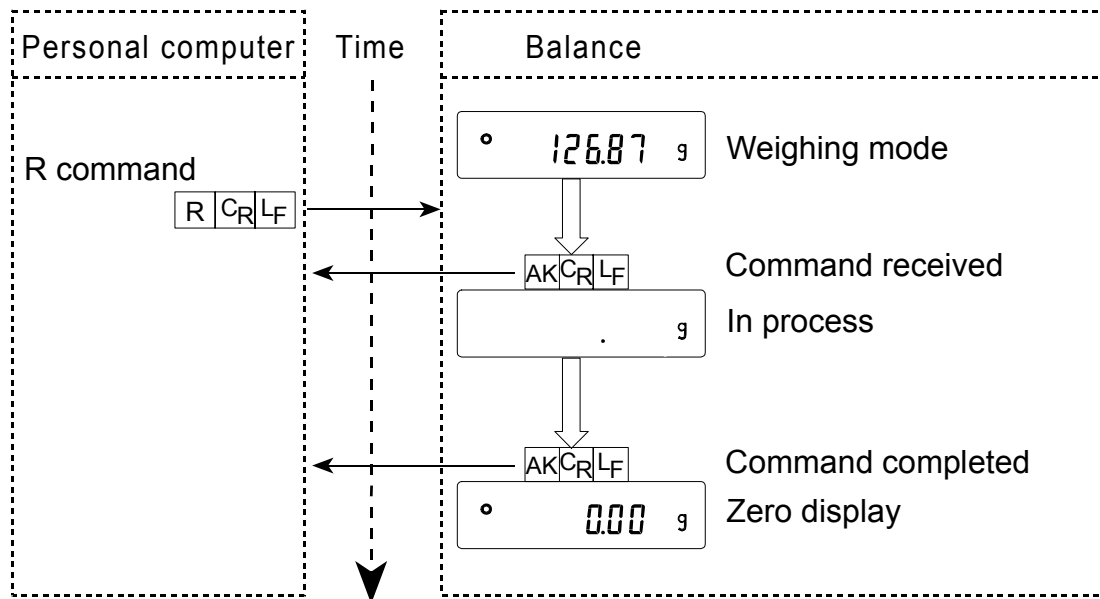 Personal computer Time Balance
126.87 g Weighing mode
R command
R CR LF
AK CR LF Command received
. g In process
AK CR LF Command completed
0.00 g Zero display